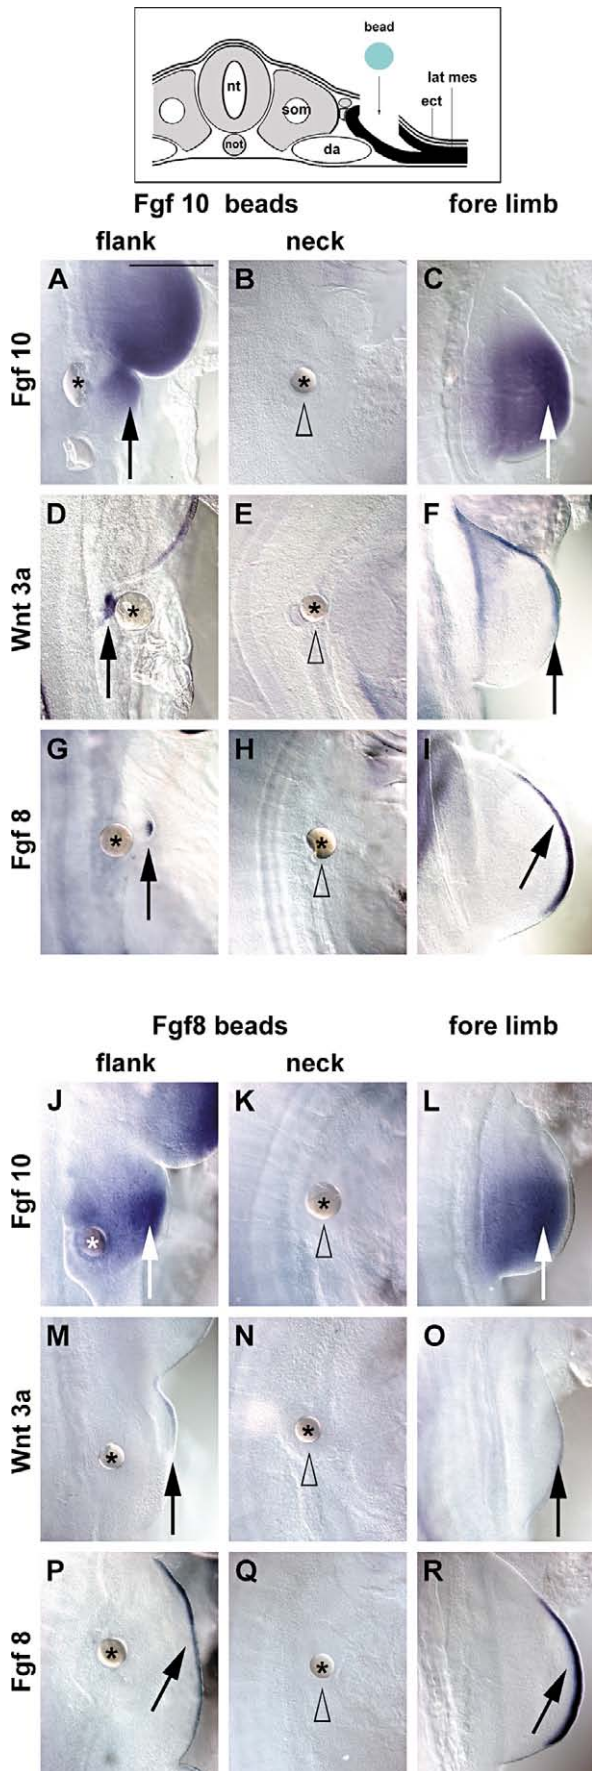 bead
lat mes
ect
nt
som
not
da
Fgf 10 beads fore limb
flank neck
Fgf 10
A B C
*
*
Wnt 3a
D E F
*
*
Fgf 8
G H I
*
*
Fgf8 beads fore limb
flank neck
Fgf 10
J K L
*
*
Wnt 3a
M N O
*
*
Fgf 8
P Q R
*
*